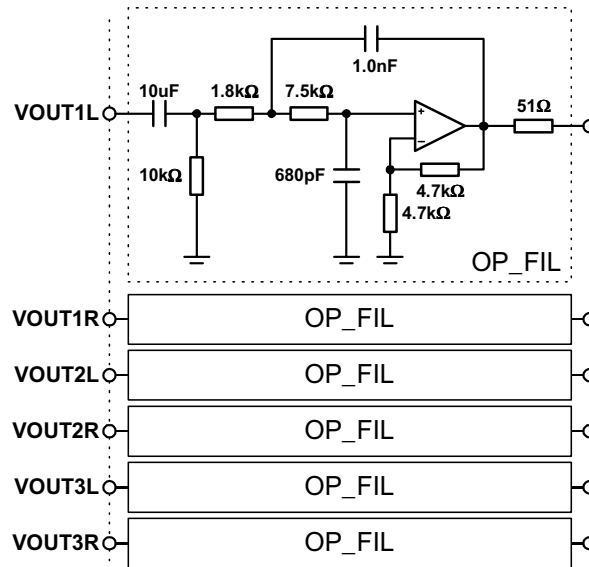 1.0nF
10uF
1.8kΩ
7.5kΩ
VOUT1L
+
51Ω
−
10kΩ
680pF
4.7kΩ
4.7kΩ
OP_FIL
VOUT1R
OP_FIL
VOUT2L
OP_FIL
VOUT2R
OP_FIL
VOUT3L
OP_FIL
VOUT3R
OP_FIL